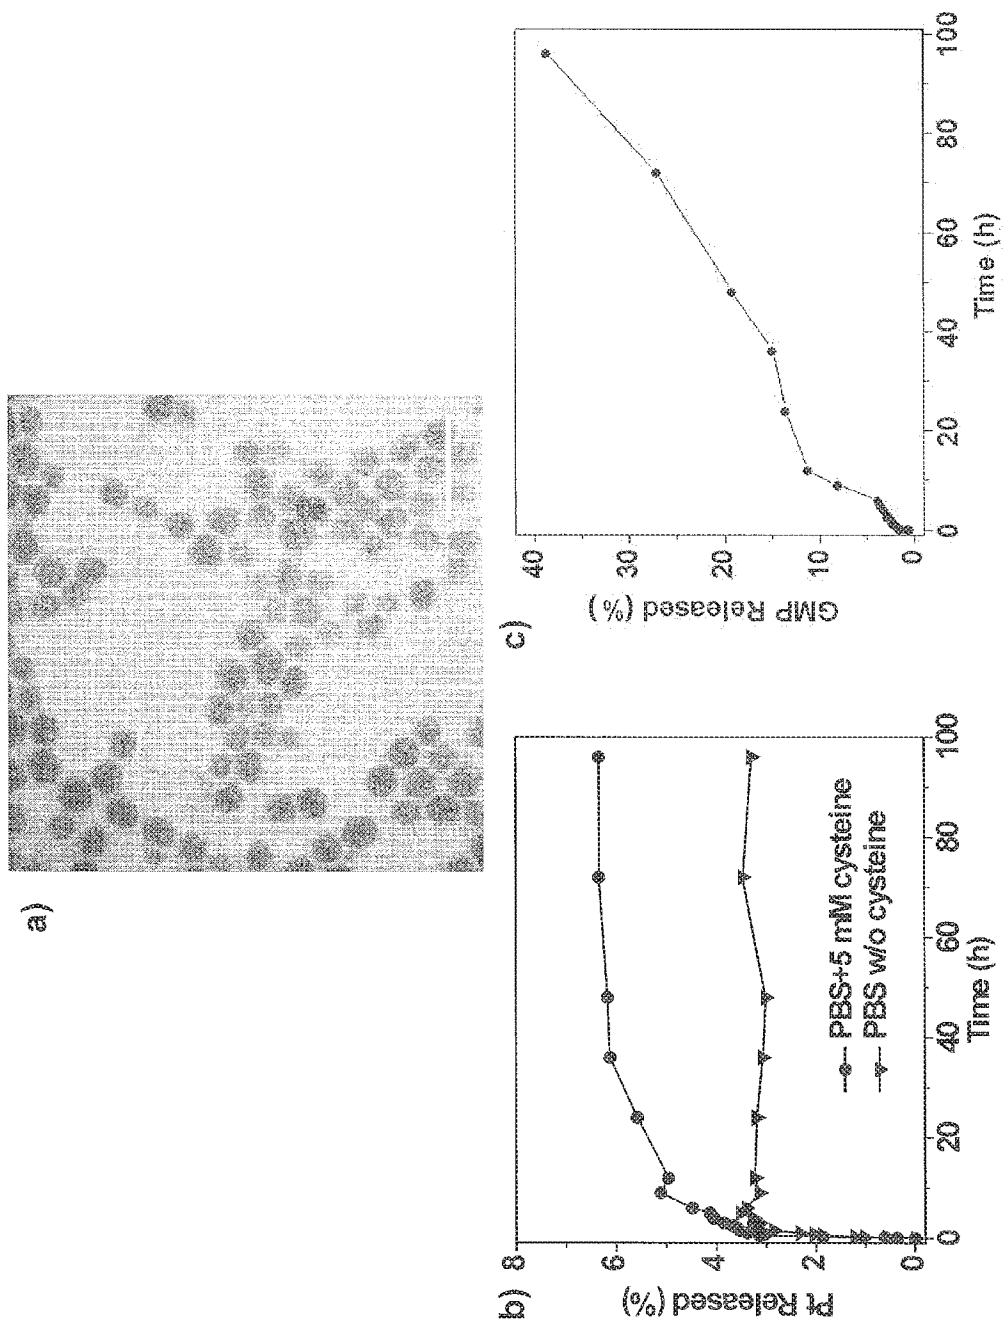 a)
b)
Pt Released (%)
8
6
4
2
0
0 20 40 60 80 100
Time (h)
PBS+5 mM cysteine
PBS w/o cysteine
c)
GMP Released (%)
40
30
20
10
0
0 20 40 60 80 100
Time (h)